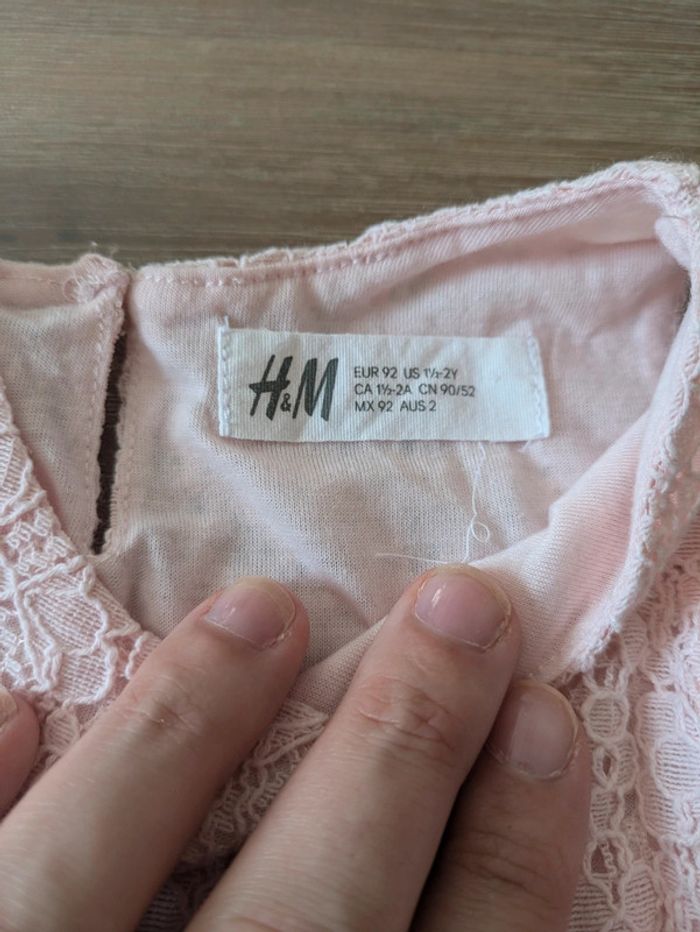 H&M
EUR 92 US 1½-2Y
CA 1½-2A CN 90/52
MX 92 AUS 2